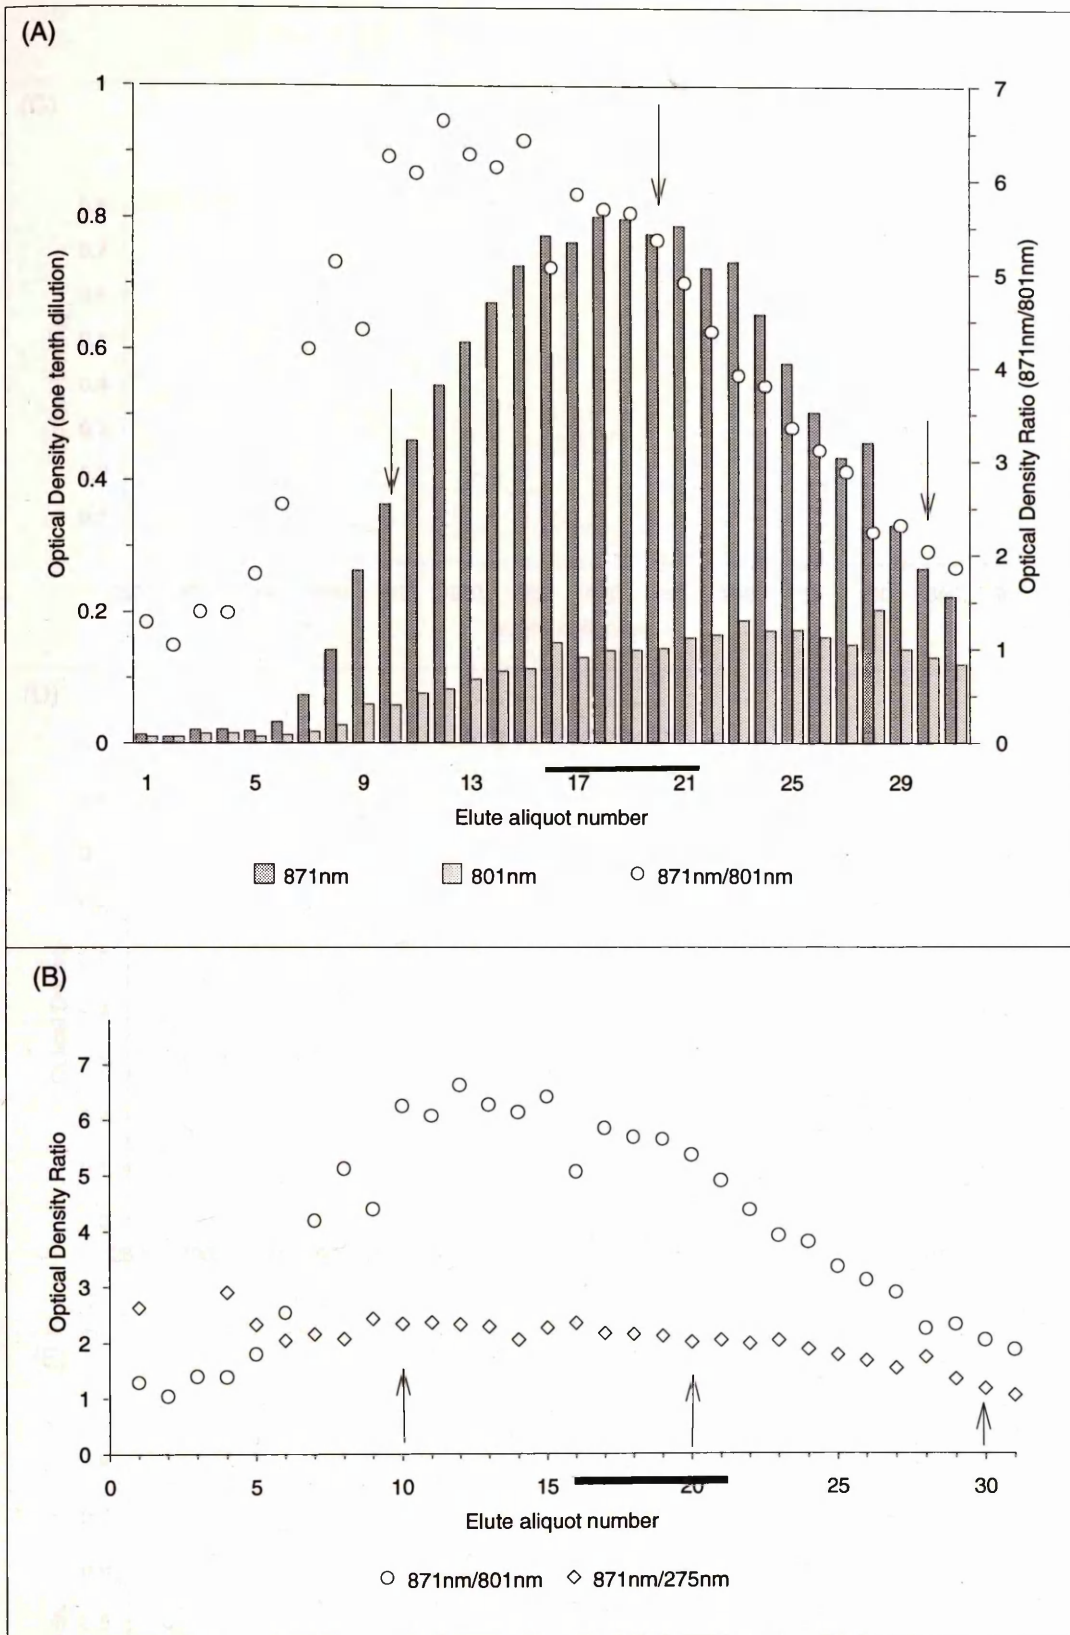 (A)
Optical Density (one tenth dilution)
1
0.8
0.6
0.4
0.2
0
7
6
5
4
3
2
1
0
Optical Density Ratio (871nm/801nm)
1 5 9 13 17 21 25 29
Elute aliquot number
871nm 801nm 871nm/801nm
(B)
Optical Density Ratio
7
6
5
4
3
2
1
0
0 5 10 15 20 25 30
Elute aliquot number
871nm/801nm 871nm/275nm